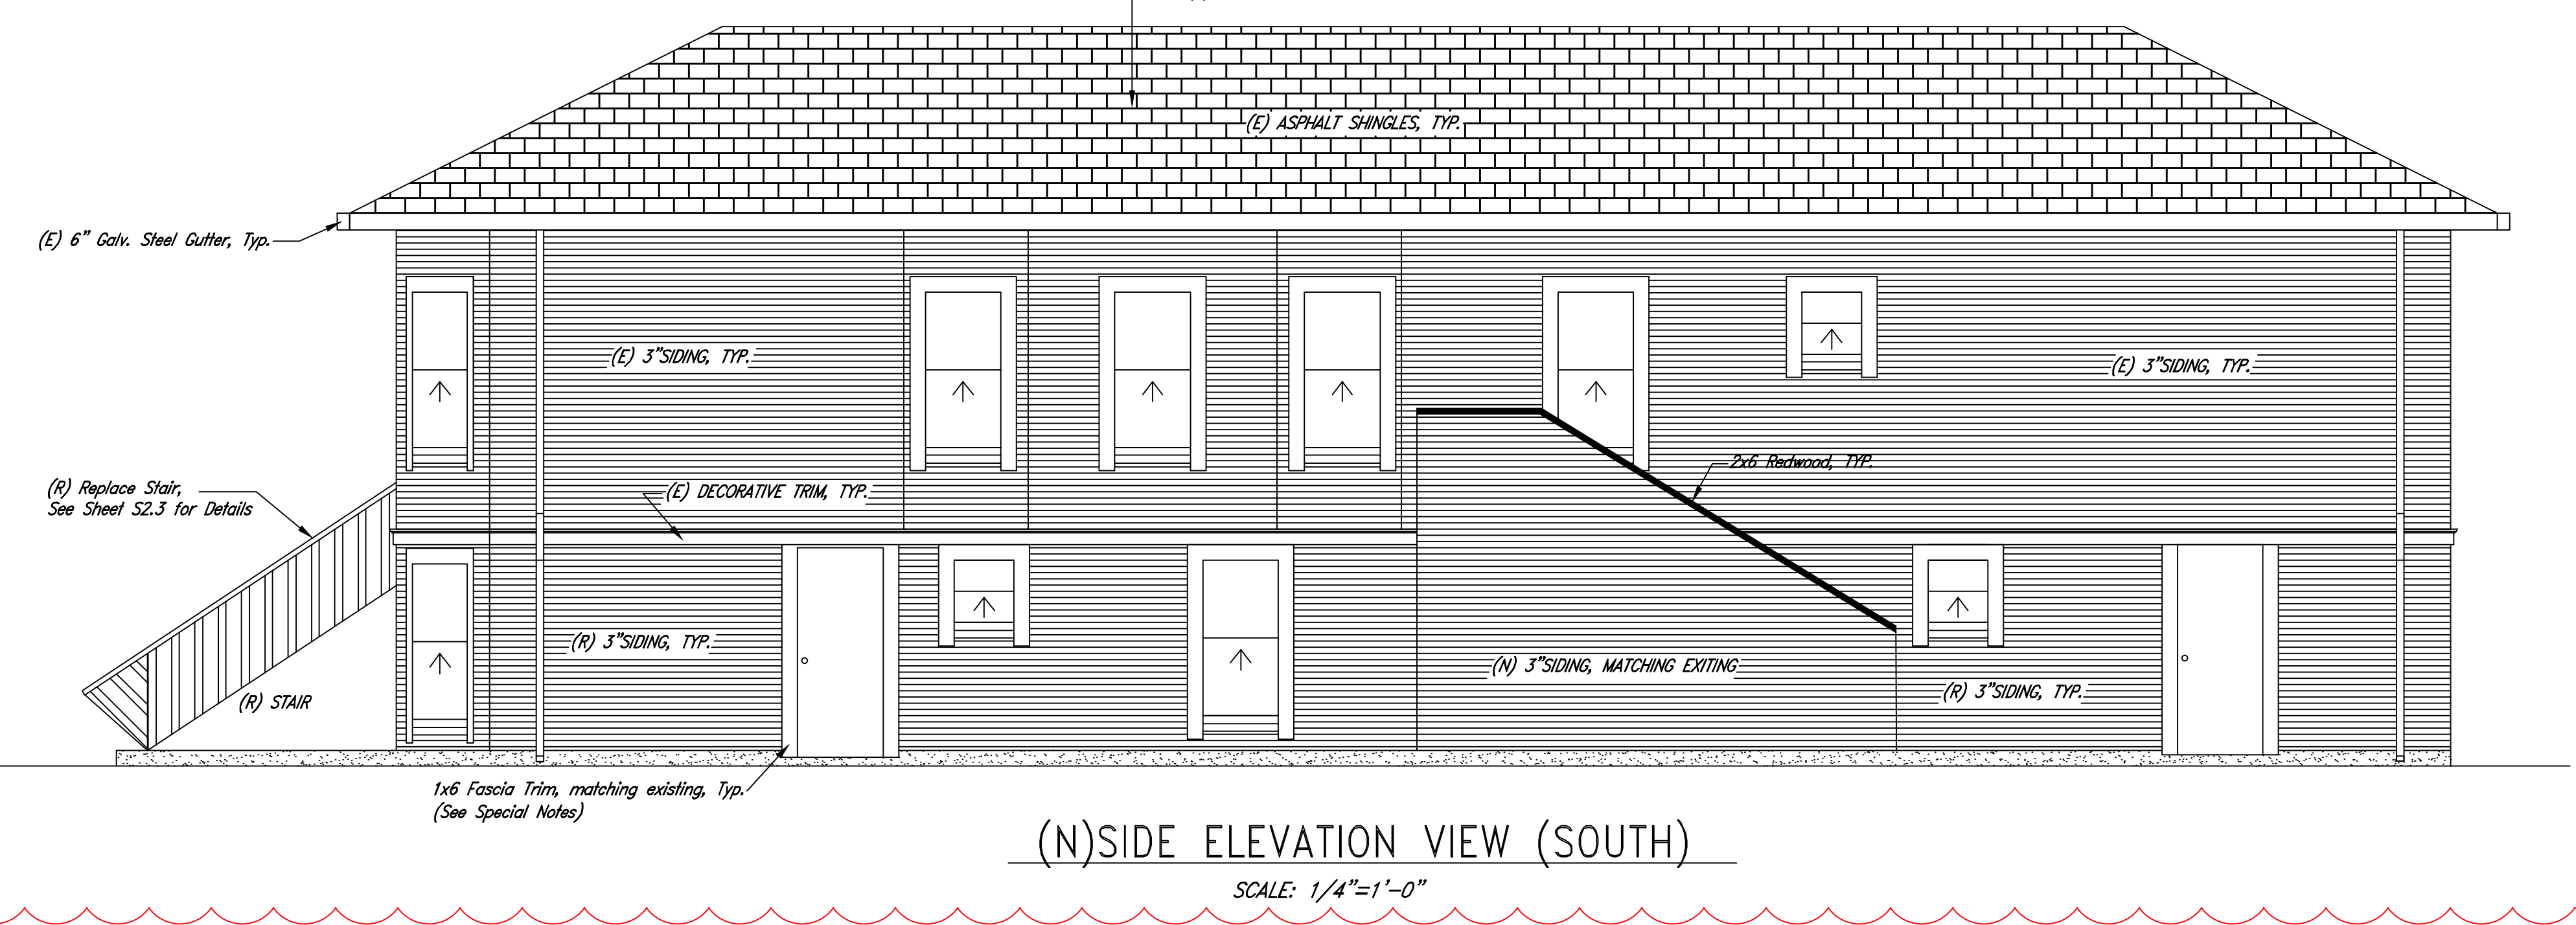 (E) ASPHALT SHINGLES, TYP.
(E) 6" Galv. Steel Gutter, Typ.
(E) 3"SIDING, TYP.
(E) 3"SIDING, TYP.
2x6 Redwood, TYP.
(R) Replace Stair,
See Sheet S2.3 for Details
(E) DECORATIVE TRIM, TYP.
(R) 3"SIDING, TYP.
(N) 3"SIDING, MATCHING EXITING
(R) 3"SIDING, TYP.
(R) STAIR
1x6 Fascia Trim, matching existing, Typ.
(See Special Notes)
(N)SIDE ELEVATION VIEW (SOUTH)
SCALE: 1/4"=1'-0"